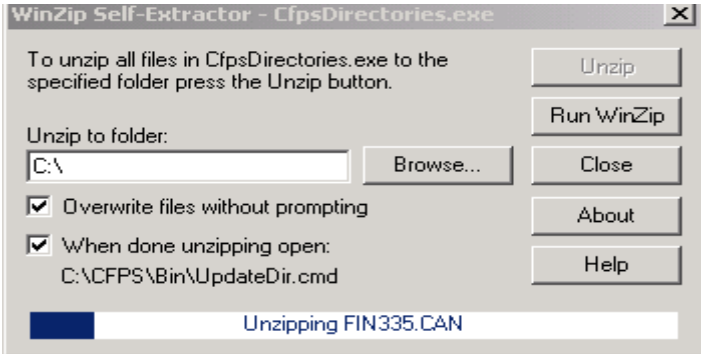 WinZip Self-Extractor - CfpsDirectories.exe
To unzip all files in CfpsDirectories.exe to the
specified folder press the Unzip button.
Unzip
Run WinZip
Unzip to folder:
C:\
Browse...
Close
Overwrite files without prompting
About
When done unzipping open:
C:\CFPS\Bin\UpdateDir.cmd
Help
Unzipping FIN335.CAN